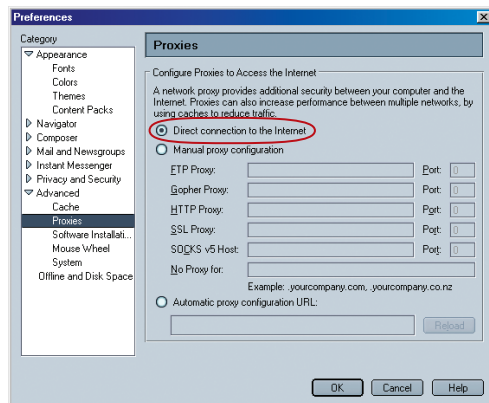 Preferences
Category
Appearance
Fonts
Colors
Themes
Content Packs
Navigator
Composer
Mail and Newsgroups
Instant Messenger
Privacy and Security
Advanced
Cache
Proxies
Software Installati...
Mouse Wheel
System
Offline and Disk Space
Proxies
Configure Proxies to Access the Internet
A network proxy provides additional security between your computer and the
Internet. Proxies can also increase performance between multiple networks, by
using caches to reduce traffic.
Direct connection to the Internet
Manual proxy configuration
FTP Proxy: Port: 0
Gopher Proxy: Port: 0
HTTP Proxy: Port: 0
SSL Proxy: Port: 0
SOCKS v5 Host: Port: 0
No Proxy for:
Example: .yourcompany.com, .yourcompany.co.nz
Automatic proxy configuration URL:
Reload
OK Cancel Help